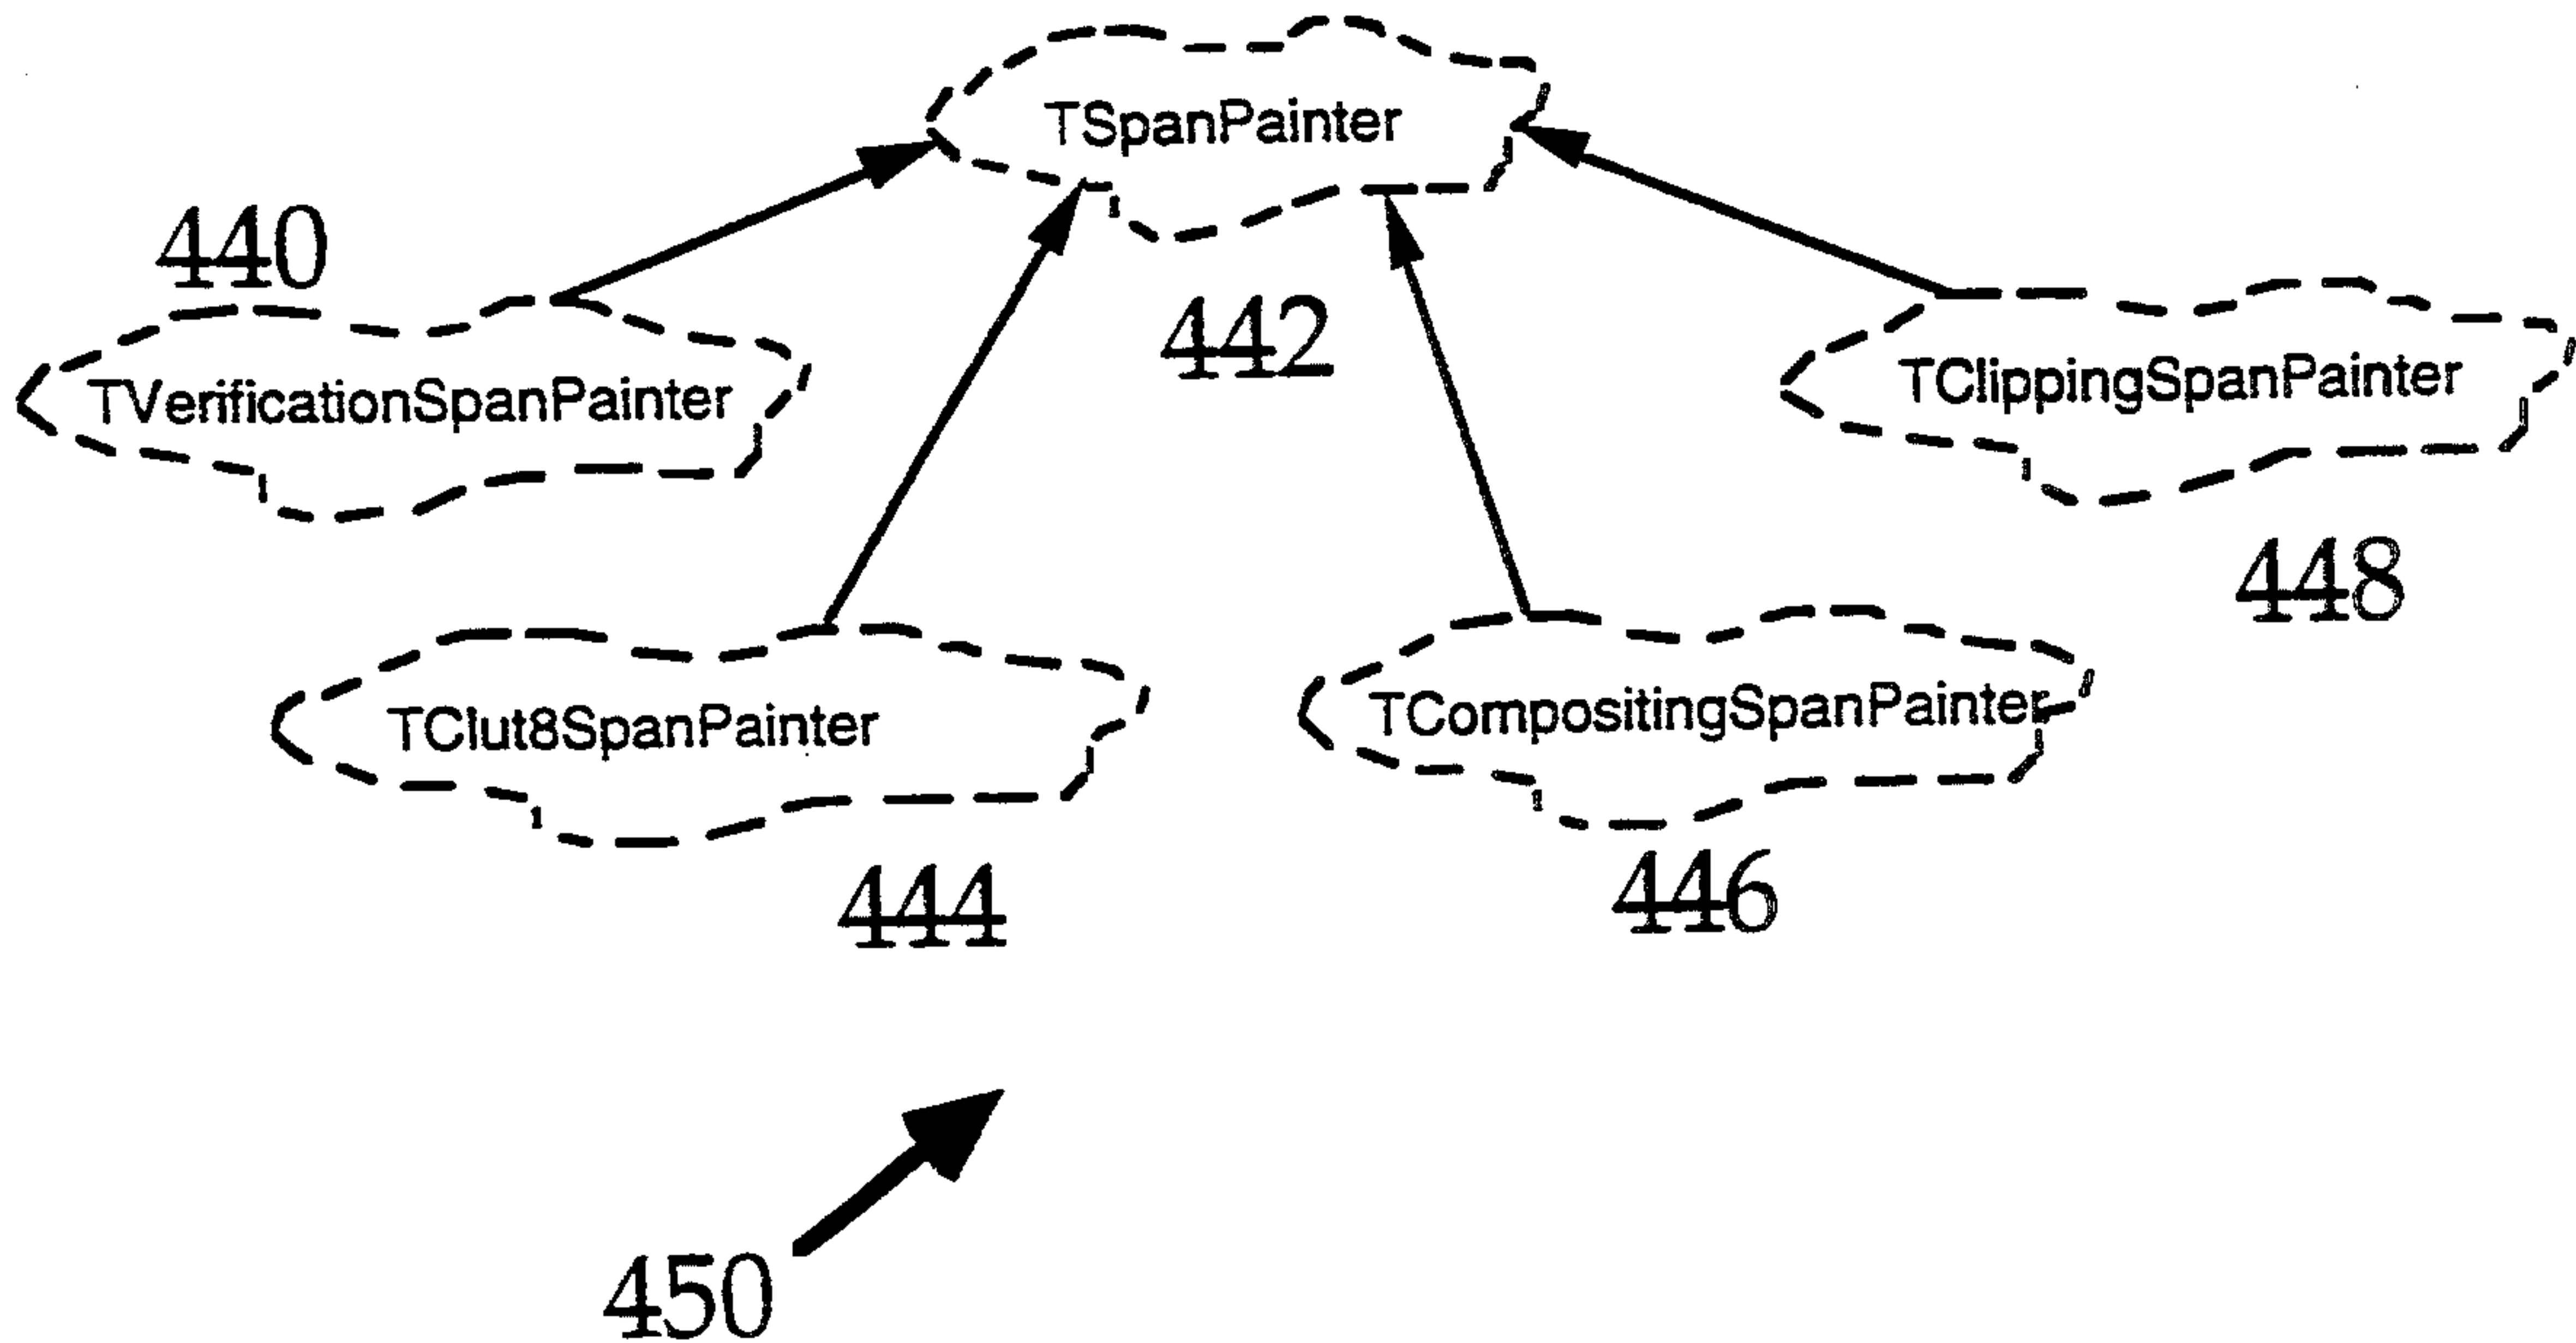 TSpanPainter
440
442
TVerificationSpanPainter
TClippingSpanPainter
448
TClut8SpanPainter
TCompositingSpanPainter
444
446
450